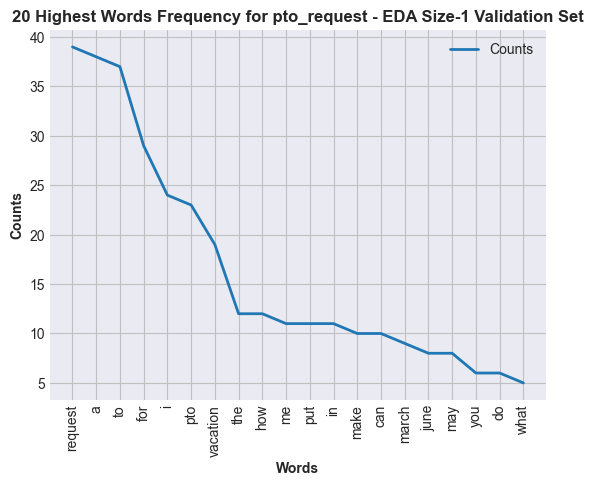 20 Highest Words Frequency for pto_request - EDA Size-1 Validation Set
Counts
40
35
30
25
20
15
10
5
Counts
request
a
to
for
i
pto
vacation
the
how
me
put
in
make
can
march
june
may
you
do
what
Words